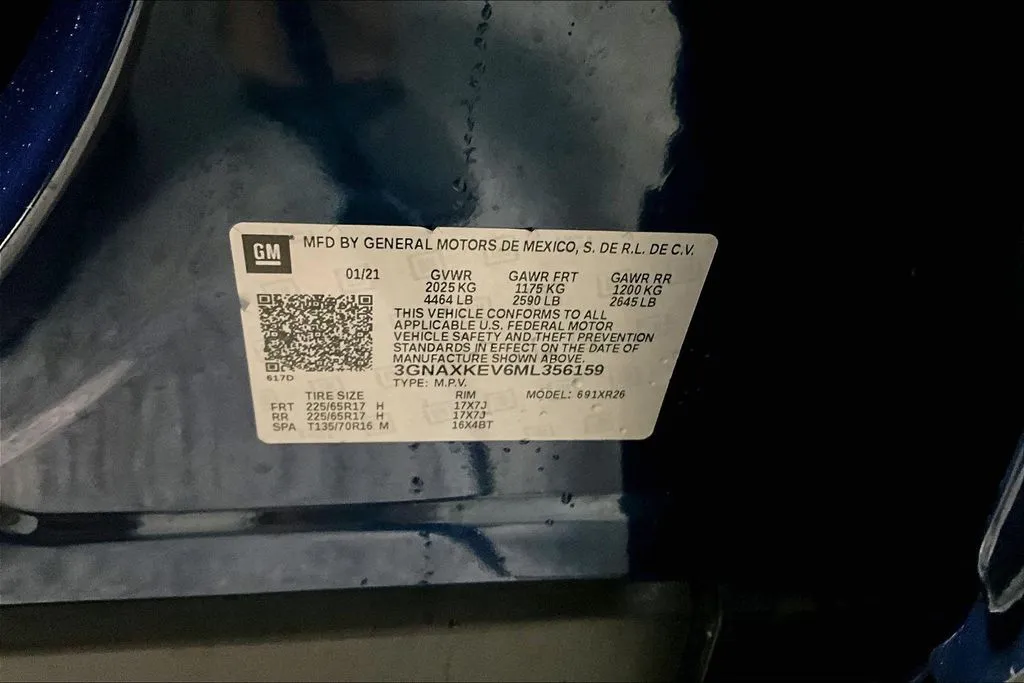 GM MFD BY GENERAL MOTORS DE MEXICO, S. DE R.L. DE C.V.
01/21 GVWR GAWR FRT GAWR RR
2025 KG 1175 KG 1200 KG
4464 LB 2590 LB 2645 LB
THIS VEHICLE CONFORMS TO ALL
APPLICABLE U.S. FEDERAL MOTOR
VEHICLE SAFETY AND THEFT PREVENTION
STANDARDS IN EFFECT ON THE DATE OF
MANUFACTURE SHOWN ABOVE.
3GNAXKEV6ML356159
617D
TYPE: M.P.V.
TIRE SIZE RIM MODEL: 691XR26
FRT 225/65R17 H 17X7J
RR 225/65R17 H 17X7J
SPA T135/70R16 M 16X4BT